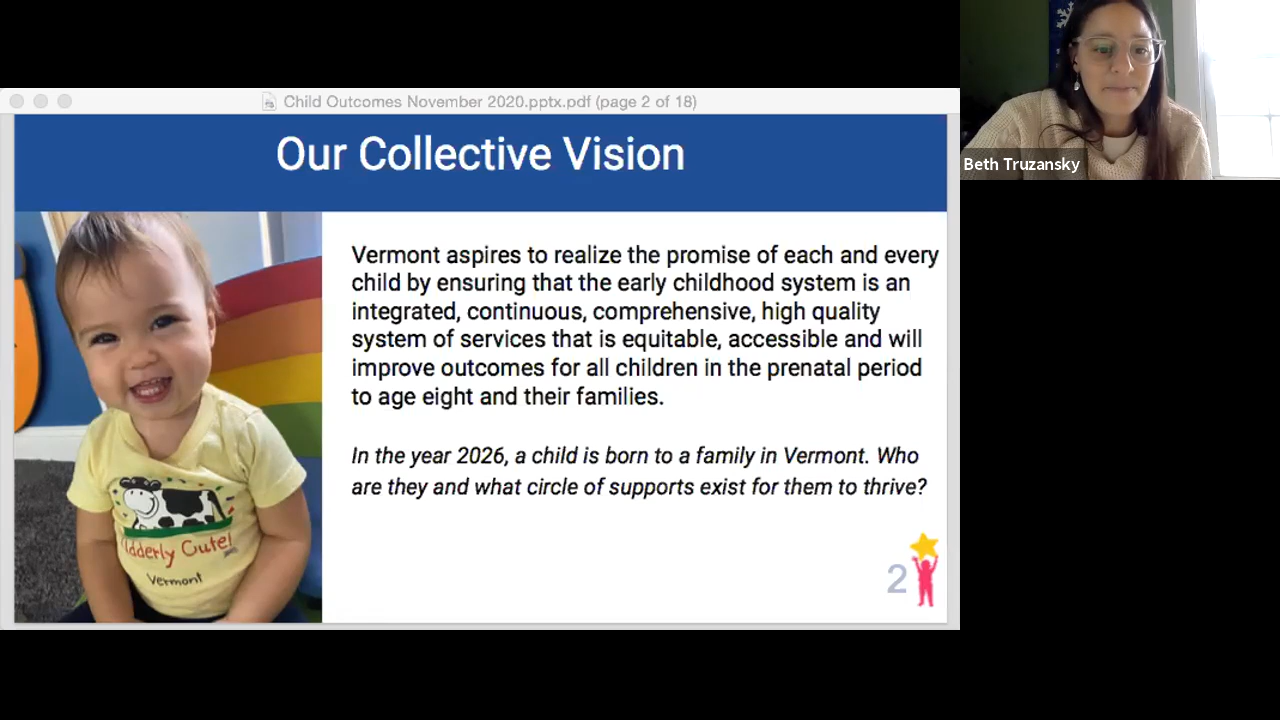 Child Outcomes November 2020.pptx.pdf (page 2 of 18)
Beth Truzansky
Our Collective Vision
Vermont aspires to realize the promise of each and every
child by ensuring that the early childhood system is an
integrated, continuous, comprehensive, high quality
system of services that is equitable, accessible and will
improve outcomes for all children in the prenatal period
to age eight and their families.
In the year 2026, a child is born to a family in Vermont. Who
are they and what circle of supports exist for them to thrive?
Udderly Cute!
Vermont
2